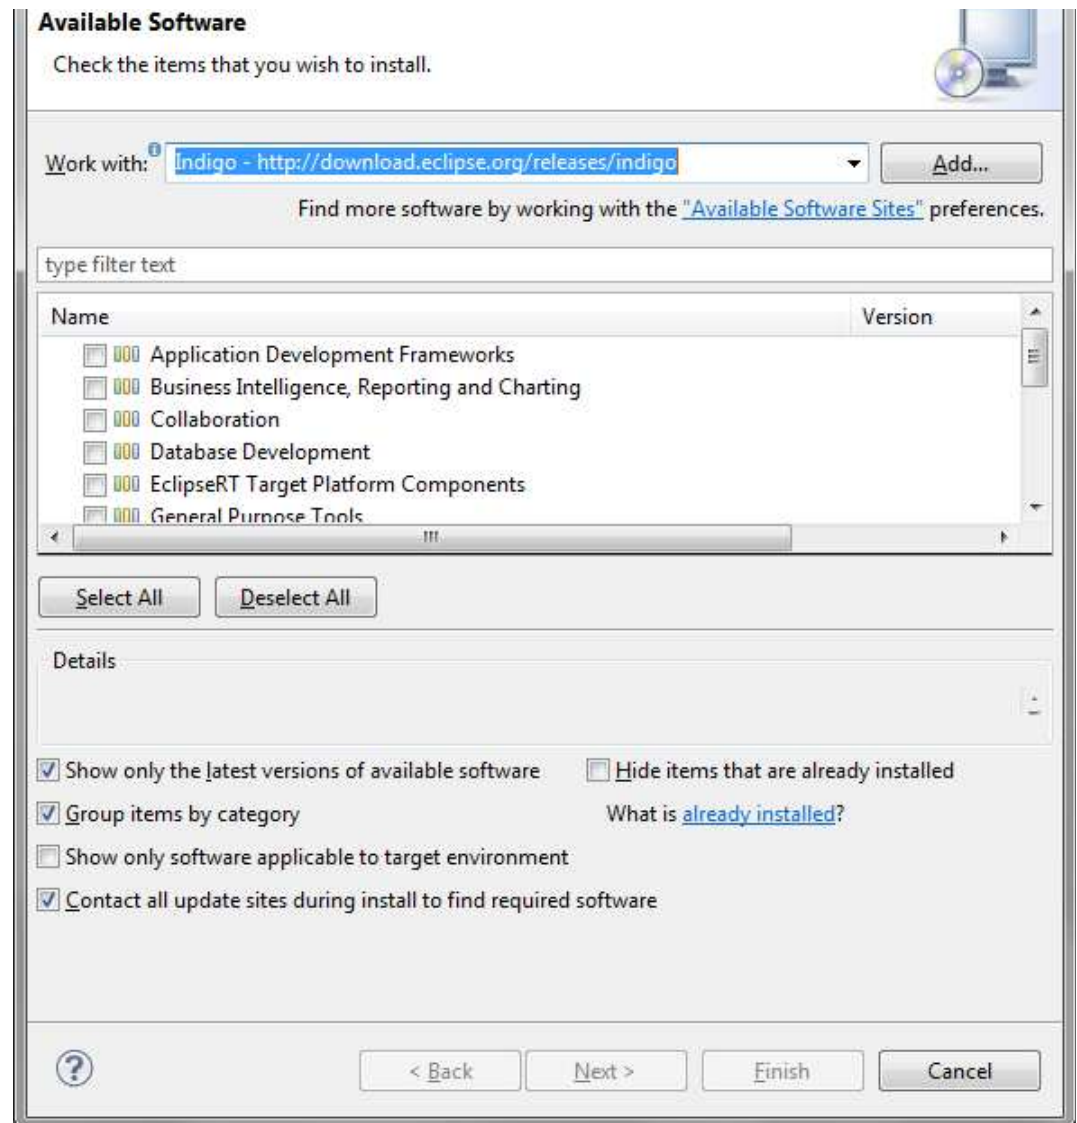 Available Software
Check the items that you wish to install.
Work with: Indigo - http://download.eclipse.org/releases/indigo Add...
Find more software by working with the "Available Software Sites" preferences.
type filter text
Name Version
Application Development Frameworks
Business Intelligence, Reporting and Charting
Collaboration
Database Development
EclipseRT Target Platform Components
General Purpose Tools
Select All Deselect All
Details
Show only the latest versions of available software Hide items that are already installed
Group items by category What is already installed?
Show only software applicable to target environment
Contact all update sites during install to find required software
? < Back Next > Finish Cancel